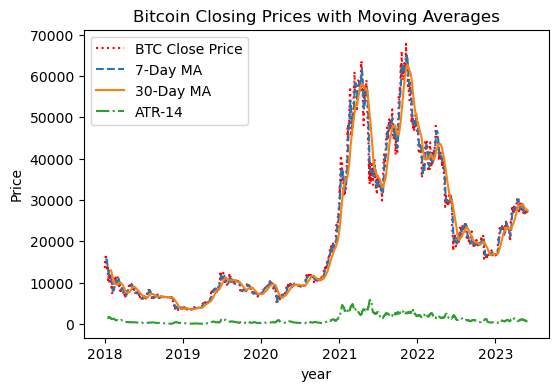 Bitcoin Closing Prices with Moving Averages
70000
60000
50000
40000
30000
20000
10000
0
Price
BTC Close Price
7-Day MA
30-Day MA
ATR-14
2018 2019 2020 2021 2022 2023
year